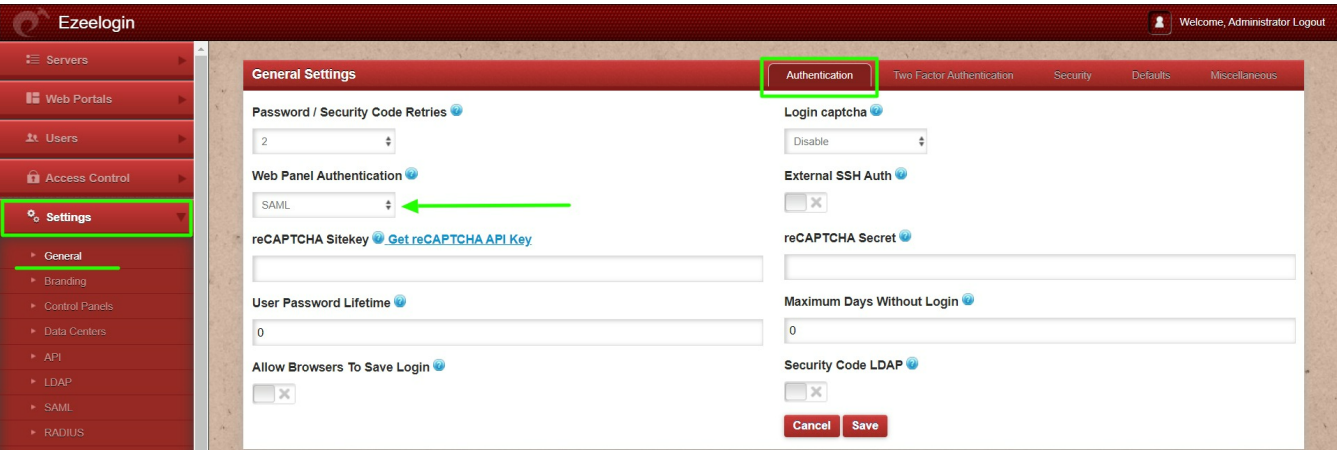 Ezeelogin
Welcome, Administrator Logout
Servers
Web Portals
Users
Access Control
Settings
General
Branding
Control Panels
Data Centers
API
LDAP
SAML
RADIUS
General Settings
Authentication
Two Factor Authentication
Security
Defaults
Miscellaneous
Password / Security Code Retries
2
Login captcha
Disable
Web Panel Authentication
SAML
External SSH Auth
reCAPTCHA Sitekey Get reCAPTCHA API Key
reCAPTCHA Secret
User Password Lifetime
0
Maximum Days Without Login
0
Allow Browsers To Save Login
Security Code LDAP
Cancel
Save